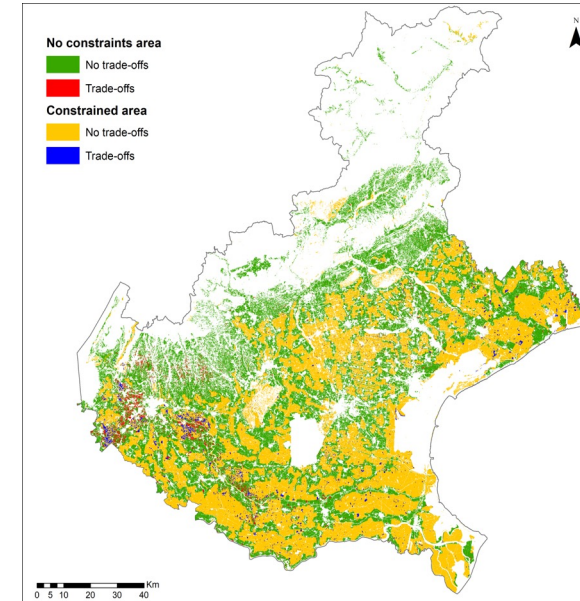 No constraints area
No trade-offs
Trade-offs
Constrained area
No trade-offs
Trade-offs
N
0 5 10 20 30 40 Km